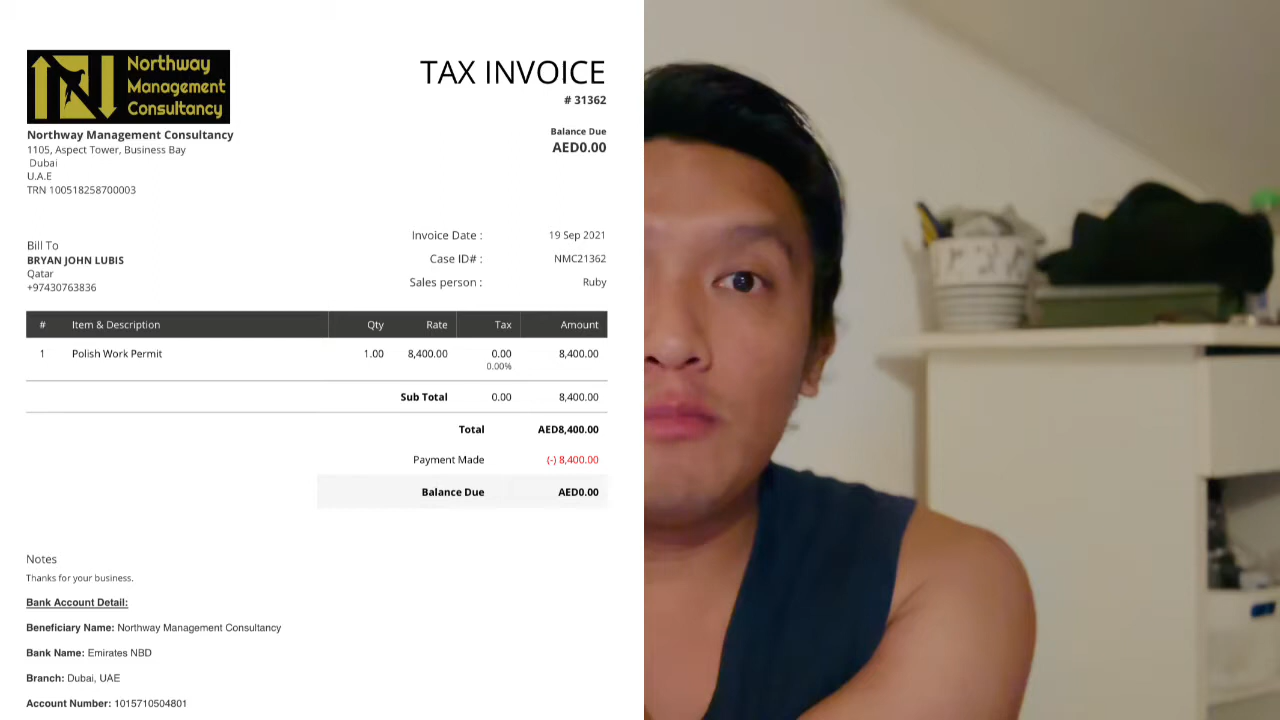 Northway
Management
Consultancy
TAX INVOICE
# 31362
Balance Due
AED0.00
Northway Management Consultancy
1105, Aspect Tower, Business Bay
Dubai
U.A.E
TRN 100518258700003
Invoice Date : 19 Sep 2021
Case ID# : NMC21362
Sales person : Ruby
Bill To
BRYAN JOHN LUBIS
Qatar
+97430763836
# Item & Description Qty Rate Tax Amount
1 Polish Work Permit 1.00 8,400.00 0.00 8,400.00
0.00%
Sub Total 0.00 8,400.00
Total AED8,400.00
Payment Made (-) 8,400.00
Balance Due AED0.00
Notes
Thanks for your business.
Bank Account Detail:
Beneficiary Name: Northway Management Consultancy
Bank Name: Emirates NBD
Branch: Dubai, UAE
Account Number: 1015710504801